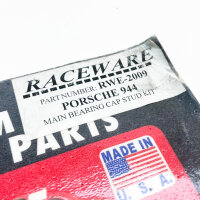 RACEWARE
PART NUMBER: RWE-2009
PORSCHE 944
MAIN BEARING CAP STUD KIT
M
PARTS
MADE IN
U.S.A.